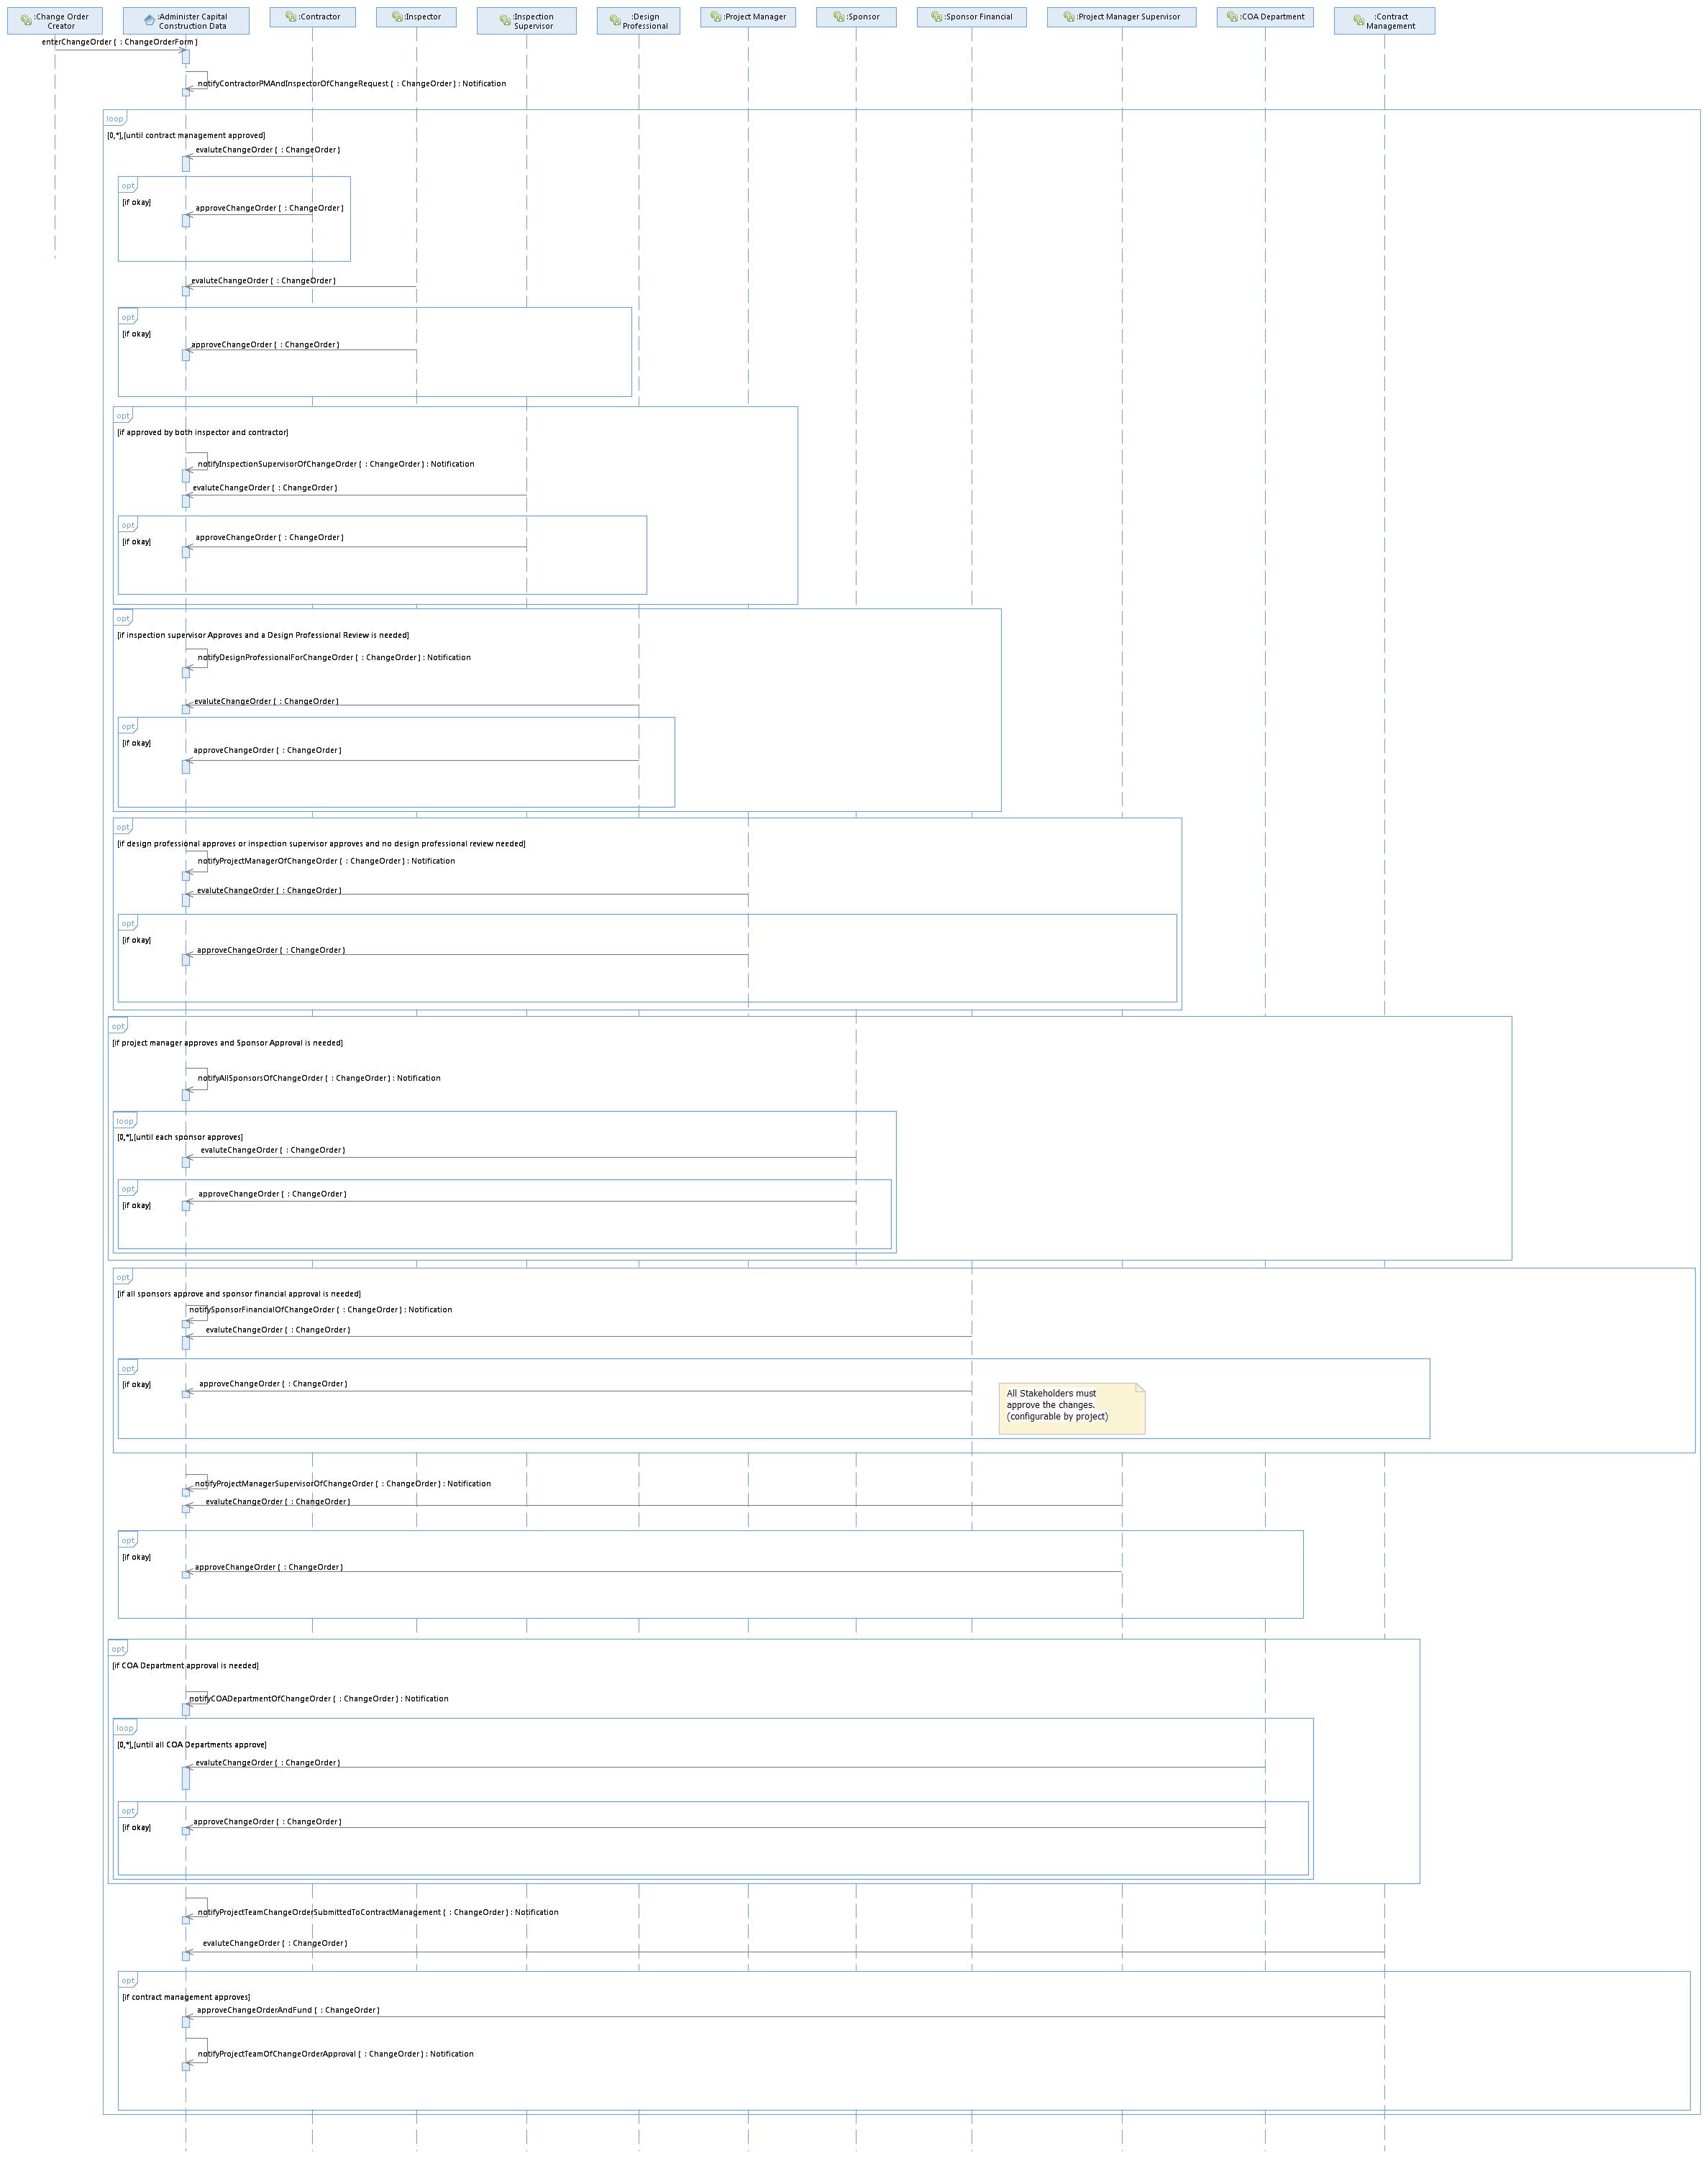 :Change Order
Creator
:Administer Capital
Construction Data
:Contractor
:Inspector
:Inspection
Supervisor
:Design
Professional
:Project Manager
:Sponsor
:Sponsor Financial
:Project Manager Supervisor
:COA Department
:Contract
Management
enterChangeOrder ( : ChangeOrderForm )
notifyContractorPMAndInspectorOfChangeRequest ( : ChangeOrder ) : Notification
loop
[0,*],[until contract management approved]
evaluteChangeOrder ( : ChangeOrder )
opt
[if okay]
approveChangeOrder ( : ChangeOrder )
evaluteChangeOrder ( : ChangeOrder )
opt
[if okay]
approveChangeOrder ( : ChangeOrder )
opt
[if approved by both inspector and contractor]
notifyInspectionSupervisorOfChangeOrder ( : ChangeOrder ) : Notification
evaluteChangeOrder ( : ChangeOrder )
opt
[if okay]
approveChangeOrder ( : ChangeOrder )
opt
[if inspection supervisor Approves and a Design Professional Review is needed]
notifyDesignProfessionalForChangeOrder ( : ChangeOrder ) : Notification
evaluteChangeOrder ( : ChangeOrder )
opt
[if okay]
approveChangeOrder ( : ChangeOrder )
opt
[if design professional approves or inspection supervisor approves and no design professional review needed]
notifyProjectManagerOfChangeOrder ( : ChangeOrder ) : Notification
evaluteChangeOrder ( : ChangeOrder )
opt
[if okay]
approveChangeOrder ( : ChangeOrder )
opt
[if project manager approves and Sponsor Approval is needed]
notifyAllSponsorsOfChangeOrder ( : ChangeOrder ) : Notification
loop
[0,*],[until each sponsor approves]
evaluteChangeOrder ( : ChangeOrder )
opt
approveChangeOrder ( : ChangeOrder )
[if okay]
opt
[if all sponsors approve and sponsor financial approval is needed]
notifySponsorFinancialOfChangeOrder ( : ChangeOrder ) : Notification
evaluteChangeOrder ( : ChangeOrder )
opt
[if okay]
approveChangeOrder ( : ChangeOrder )
All Stakeholders must
approve the changes.
(configurable by project)
notifyProjectManagerSupervisorOfChangeOrder ( : ChangeOrder ) : Notification
evaluteChangeOrder ( : ChangeOrder )
opt
[if okay]
approveChangeOrder ( : ChangeOrder )
opt
[if COA Department approval is needed]
notifyCOADepartmentOfChangeOrder ( : ChangeOrder ) : Notification
loop
[0,*],[until all COA Departments approve]
evaluteChangeOrder ( : ChangeOrder )
opt
approveChangeOrder ( : ChangeOrder )
[if okay]
notifyProjectTeamChangeOrderSubmittedToContractManagement ( : ChangeOrder ) : Notification
evaluteChangeOrder ( : ChangeOrder )
opt
[if contract management approves]
approveChangeOrderAndFund ( : ChangeOrder )
notifyProjectTeamOfChangeOrderApproval ( : ChangeOrder ) : Notification